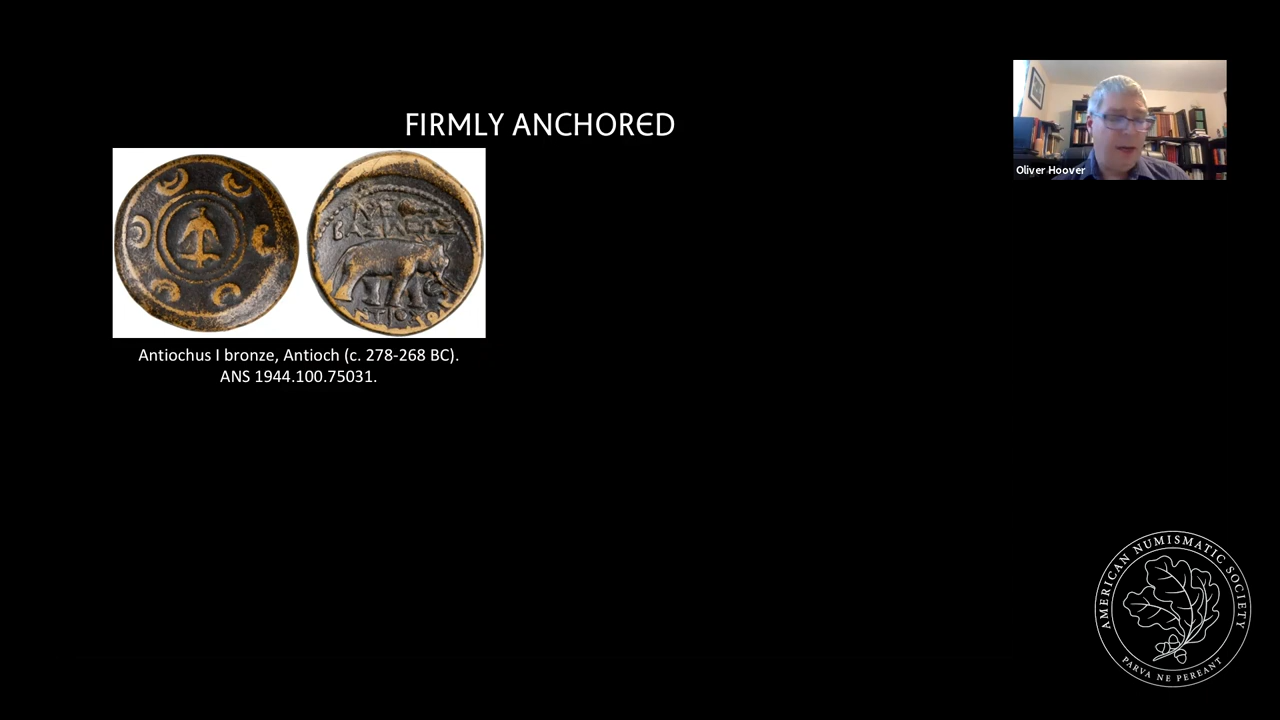 FIRMLY ANCHORED
Oliver Hoover
ΒΑΣΙΛΕΩΣ
Antiochus I bronze, Antioch (c. 278-268 BC).
ANS 1944.100.75031.
AMERICAN NUMISMATIC SOCIETY
PARVA NE PEREANT